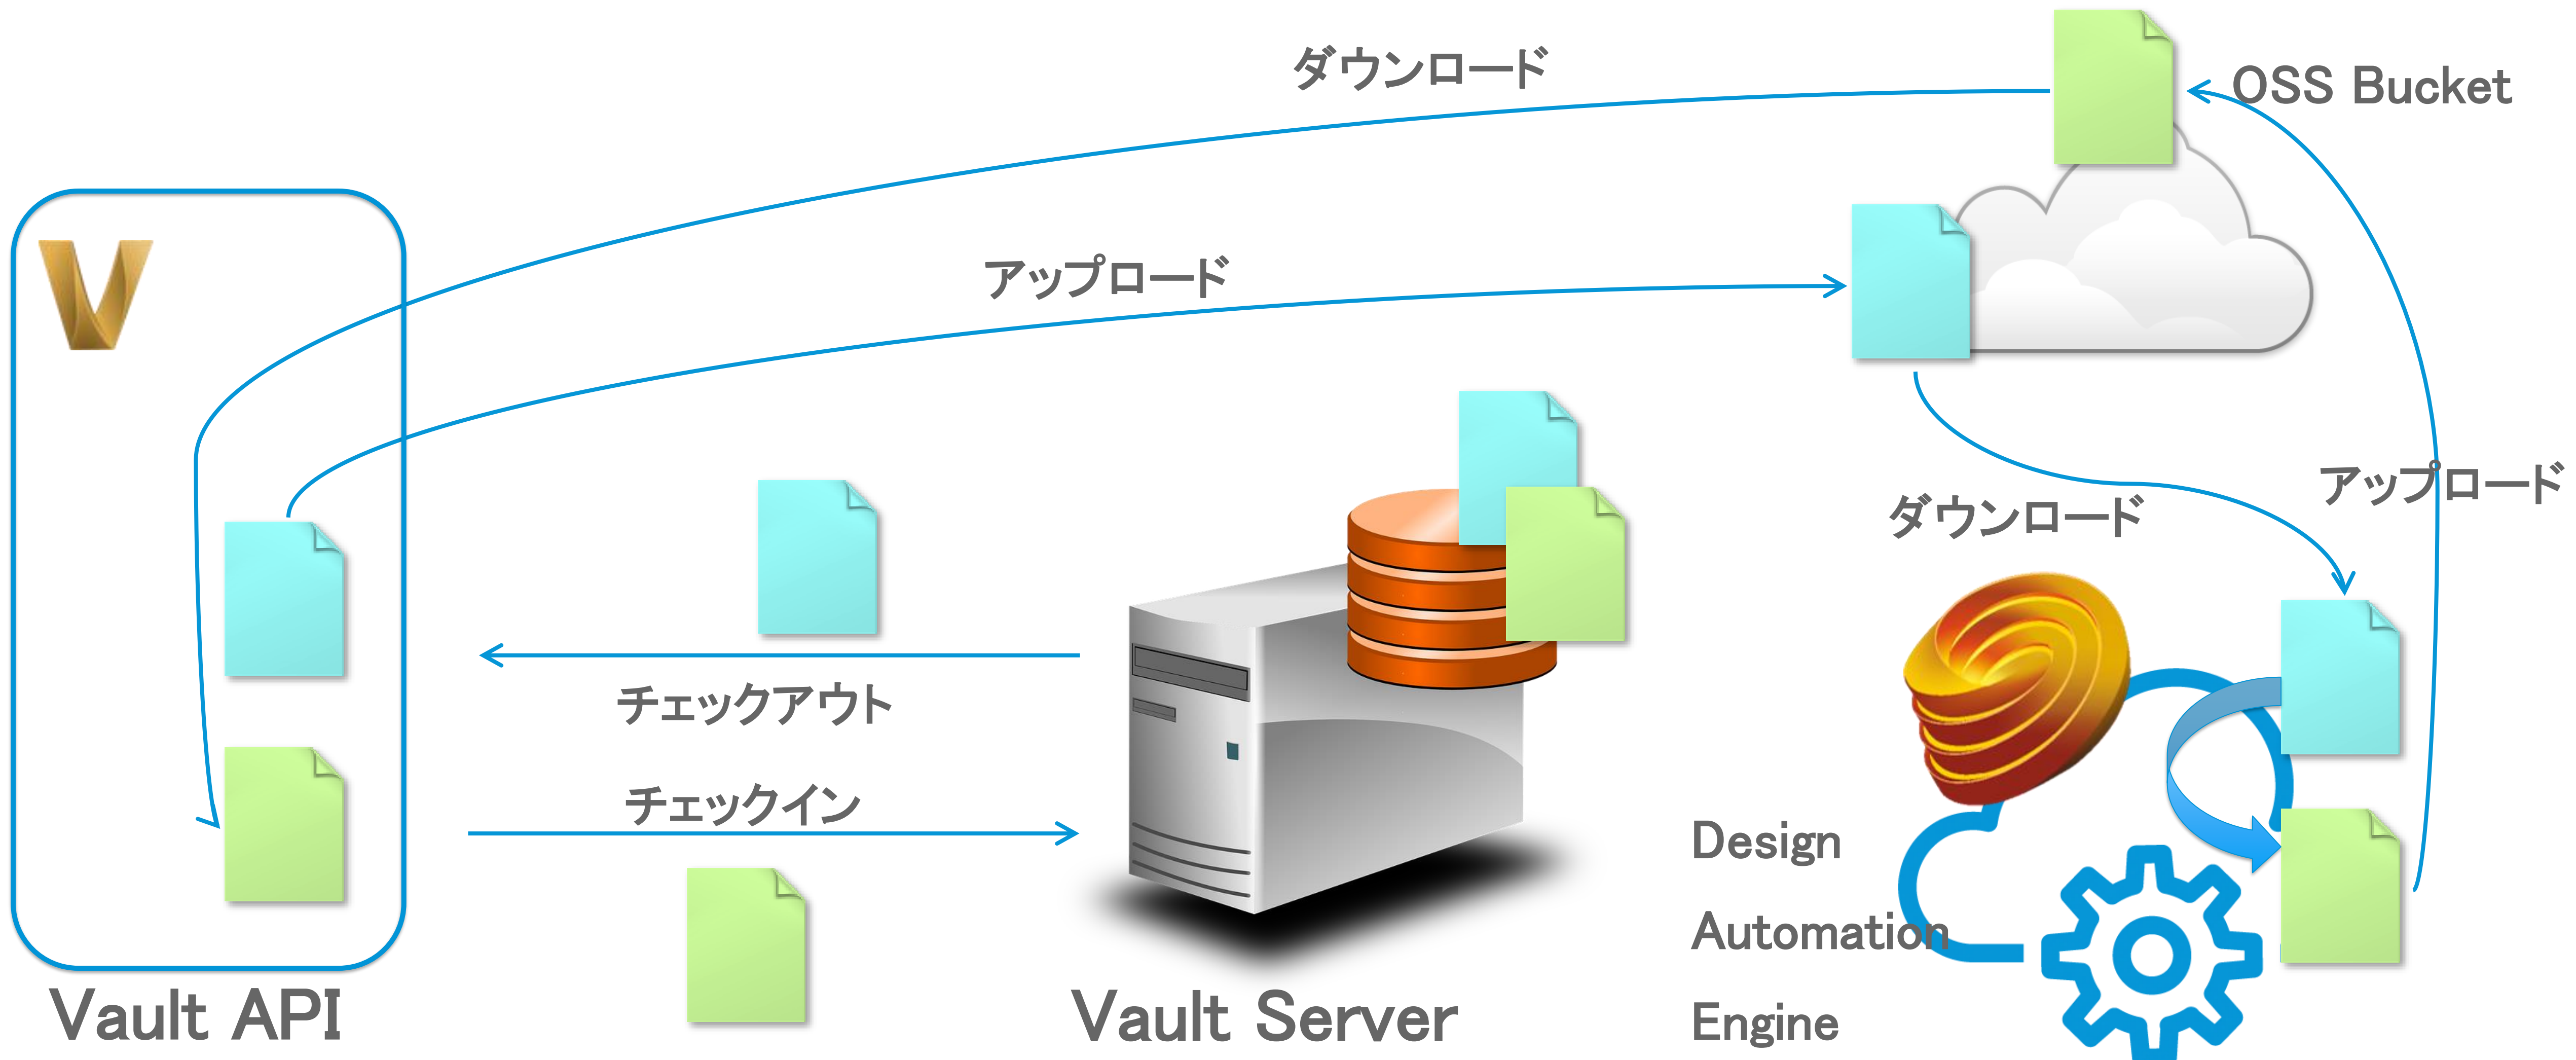 ダウンロード
OSS Bucket
アップロード
アップロード
ダウンロード
チェックアウト
チェックイン
Design
Automation
Engine
Vault API
Vault Server